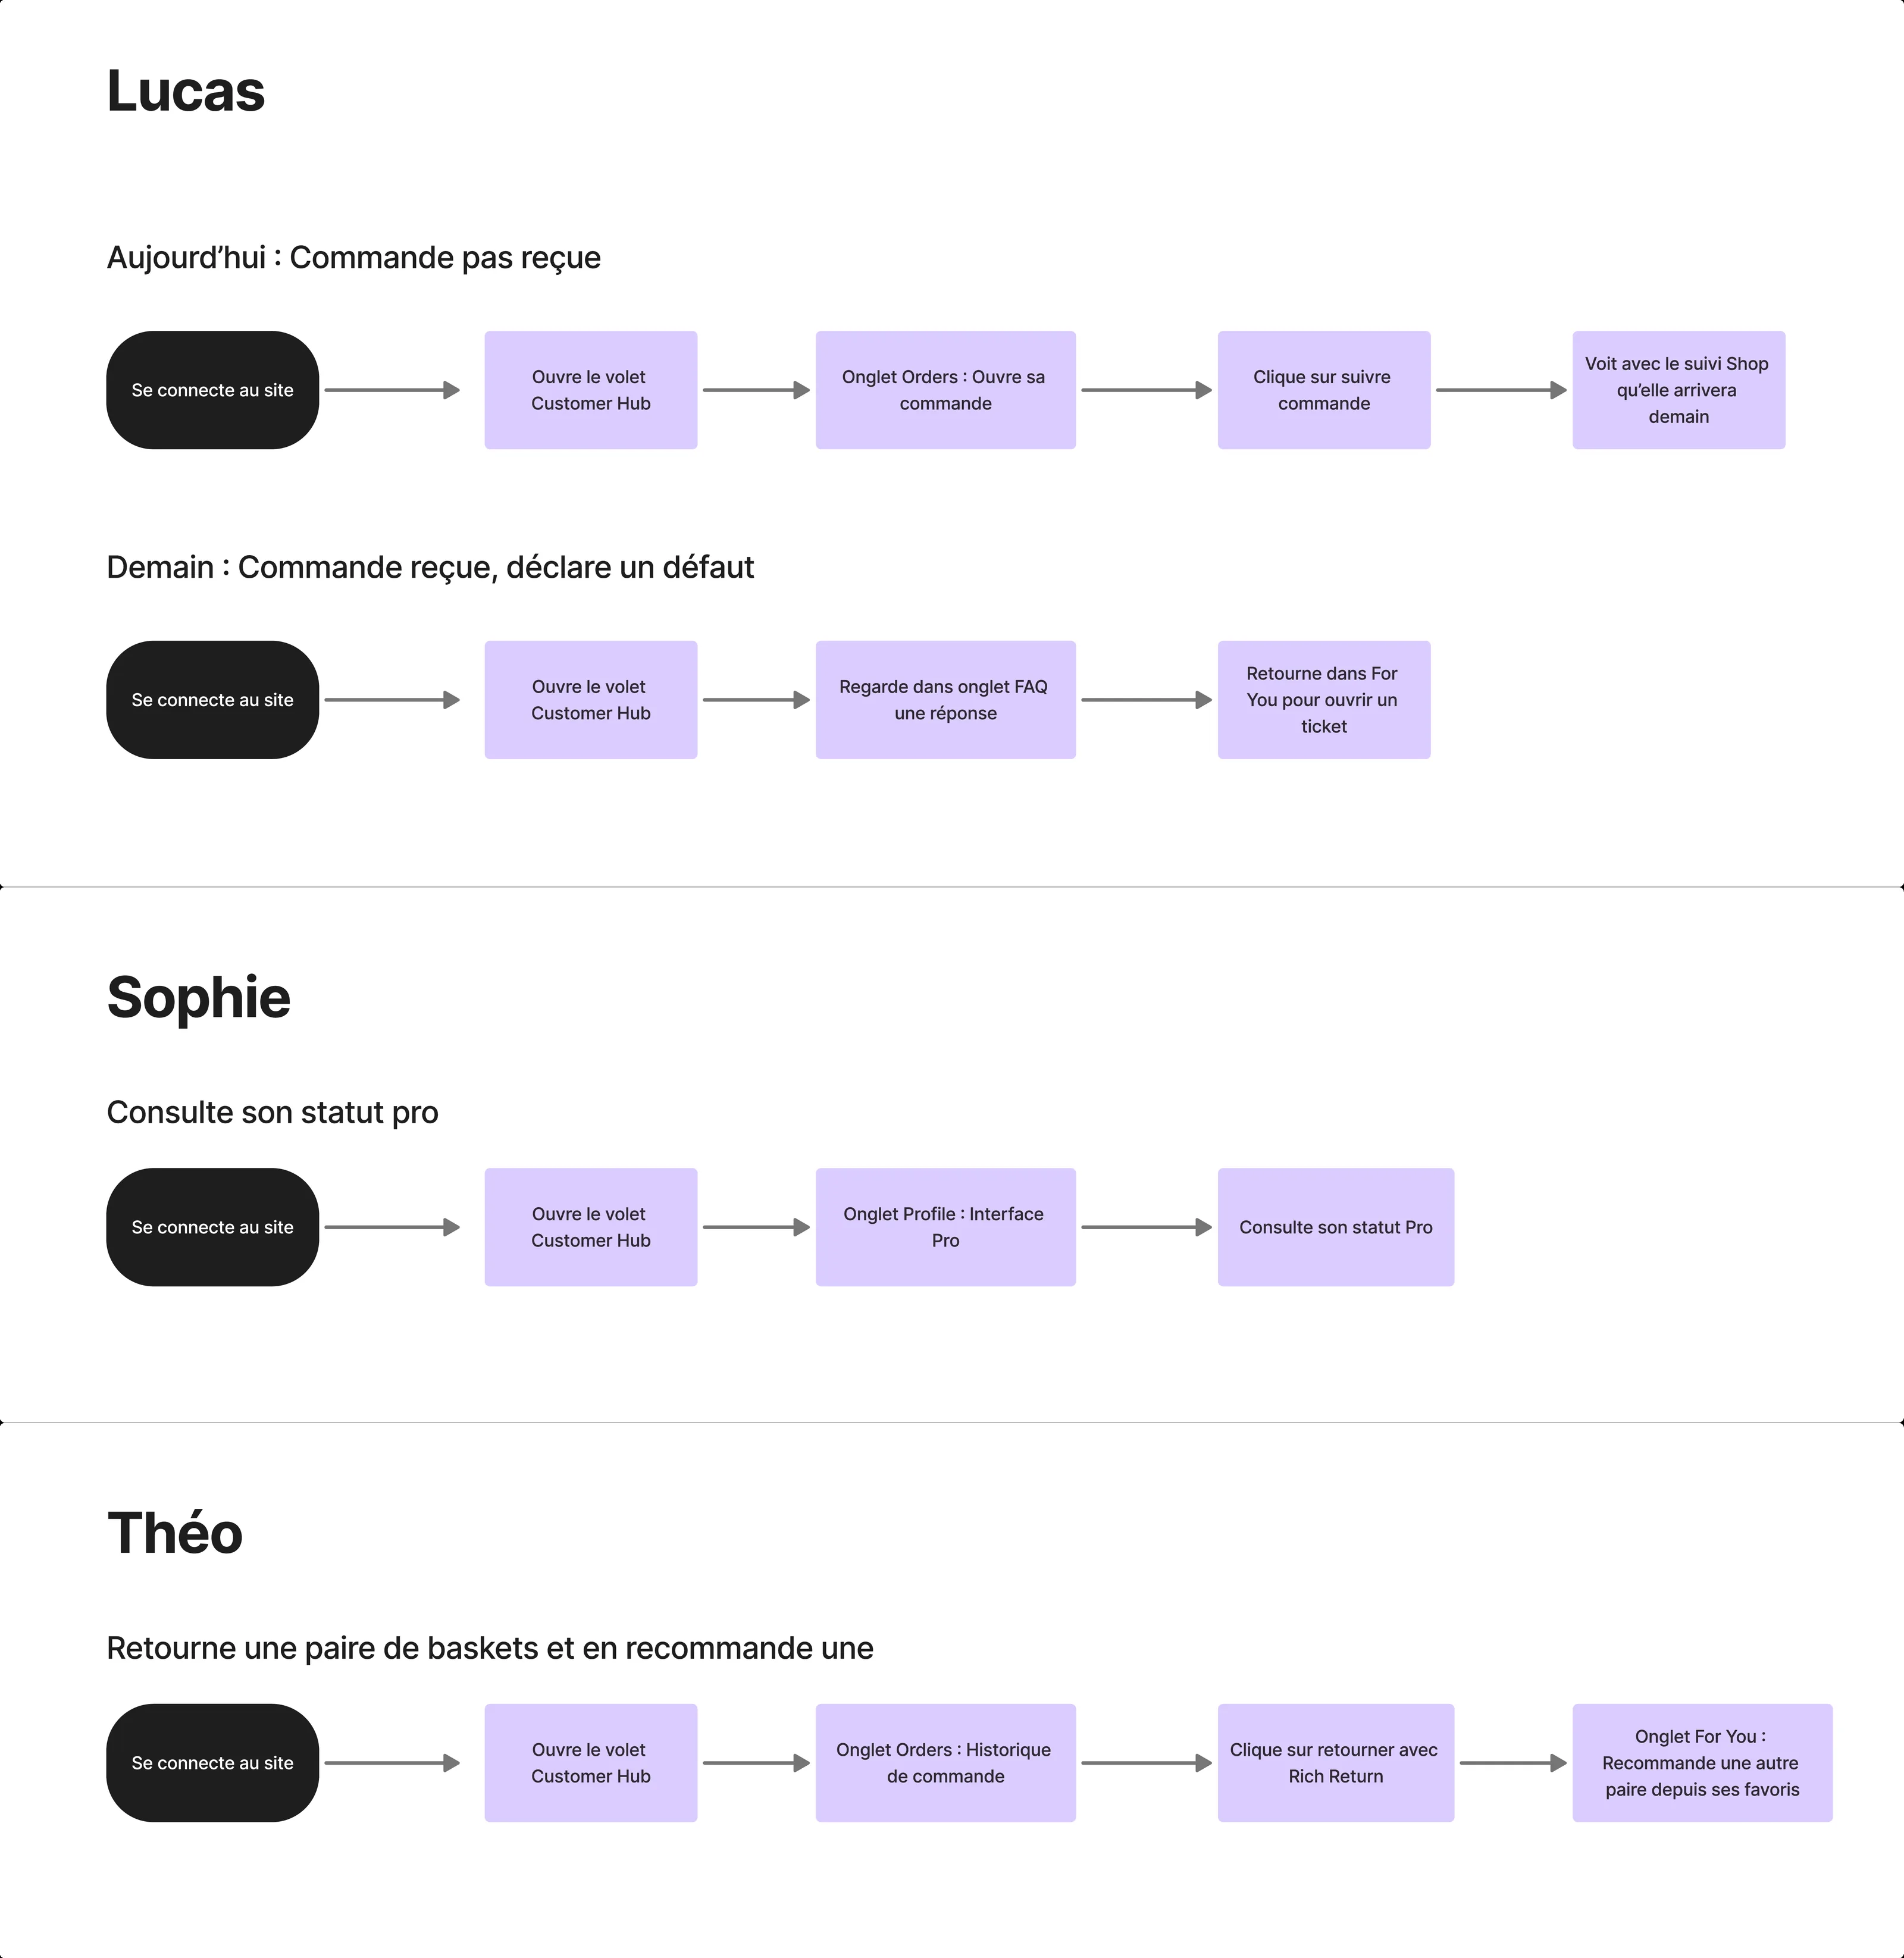 Lucas
Aujourd’hui : Commande pas reçue
Se connecte au site
Ouvre le volet
Customer Hub
Onglet Orders : Ouvre sa
commande
Clique sur suivre
commande
Voit avec le suivi Shop
qu’elle arrivera
demain
Demain : Commande reçue, déclare un défaut
Se connecte au site
Ouvre le volet
Customer Hub
Regarde dans onglet FAQ
une réponse
Retourne dans For
You pour ouvrir un
ticket
Sophie
Consulte son statut pro
Se connecte au site
Ouvre le volet
Customer Hub
Onglet Profile : Interface
Pro
Consulte son statut Pro
Théo
Retourne une paire de baskets et en recommande une
Se connecte au site
Ouvre le volet
Customer Hub
Onglet Orders : Historique
de commande
Clique sur retourner avec
Rich Return
Onglet For You :
Recommande une autre
paire depuis ses favoris